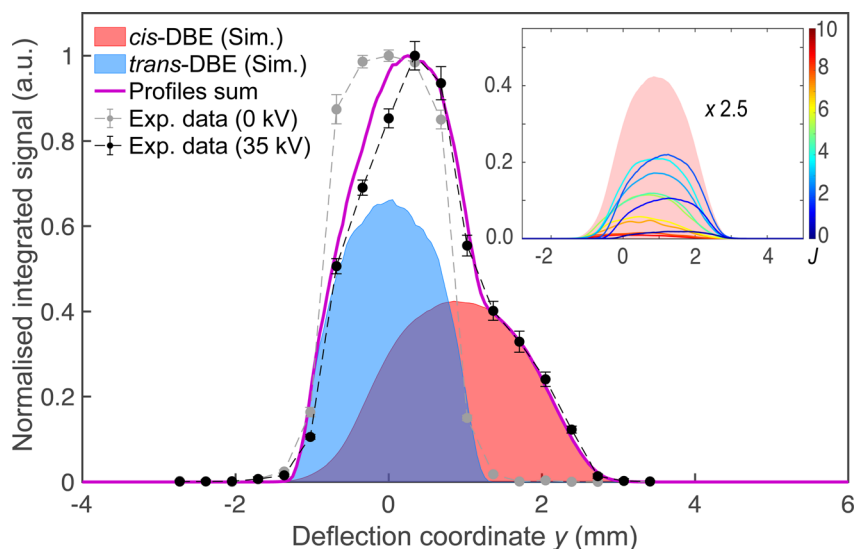 cis-DBE (Sim.)
trans-DBE (Sim.)
Profiles sum
Exp. data (0 kV)
Exp. data (35 kV)
Normalised integrated signal (a.u.)
1
0.8
0.6
0.4
0.2
0
-4
-2
0
2
4
6
Deflection coordinate y (mm)
x 2.5
0.4
0.2
0.0
-2
0
2
4
10
8
6
4
2
0
J